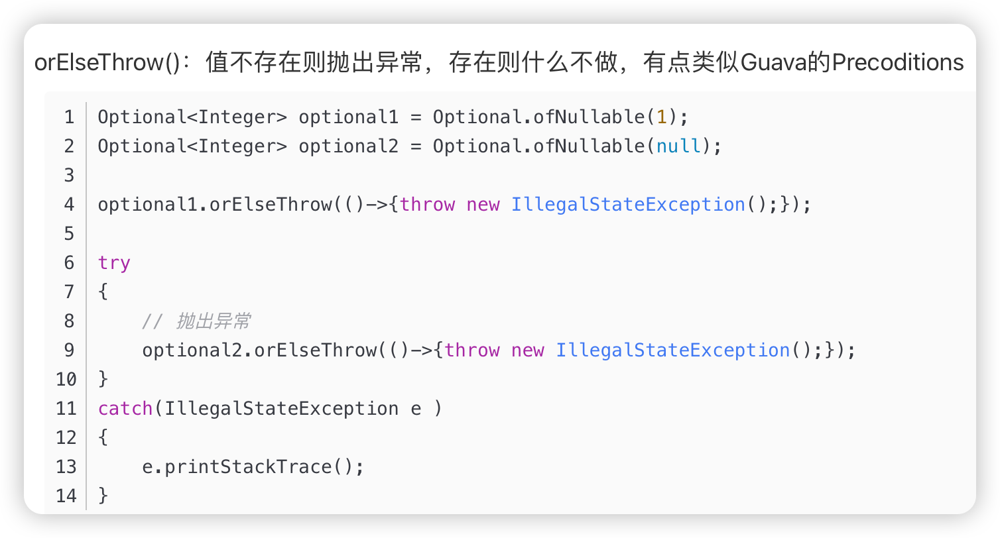 orElseThrow()：值不存在则抛出异常，存在则什么不做，有点类似Guava的Precoditions
1 Optional<Integer> optional1 = Optional.ofNullable(1);
2 Optional<Integer> optional2 = Optional.ofNullable(null);
3
4 optional1.orElseThrow(()->{throw new IllegalStateException();});
5
6 try
7 {
8     // 抛出异常
9     optional2.orElseThrow(()->{throw new IllegalStateException();});
10 }
11 catch(IllegalStateException e )
12 {
13     e.printStackTrace();
14 }